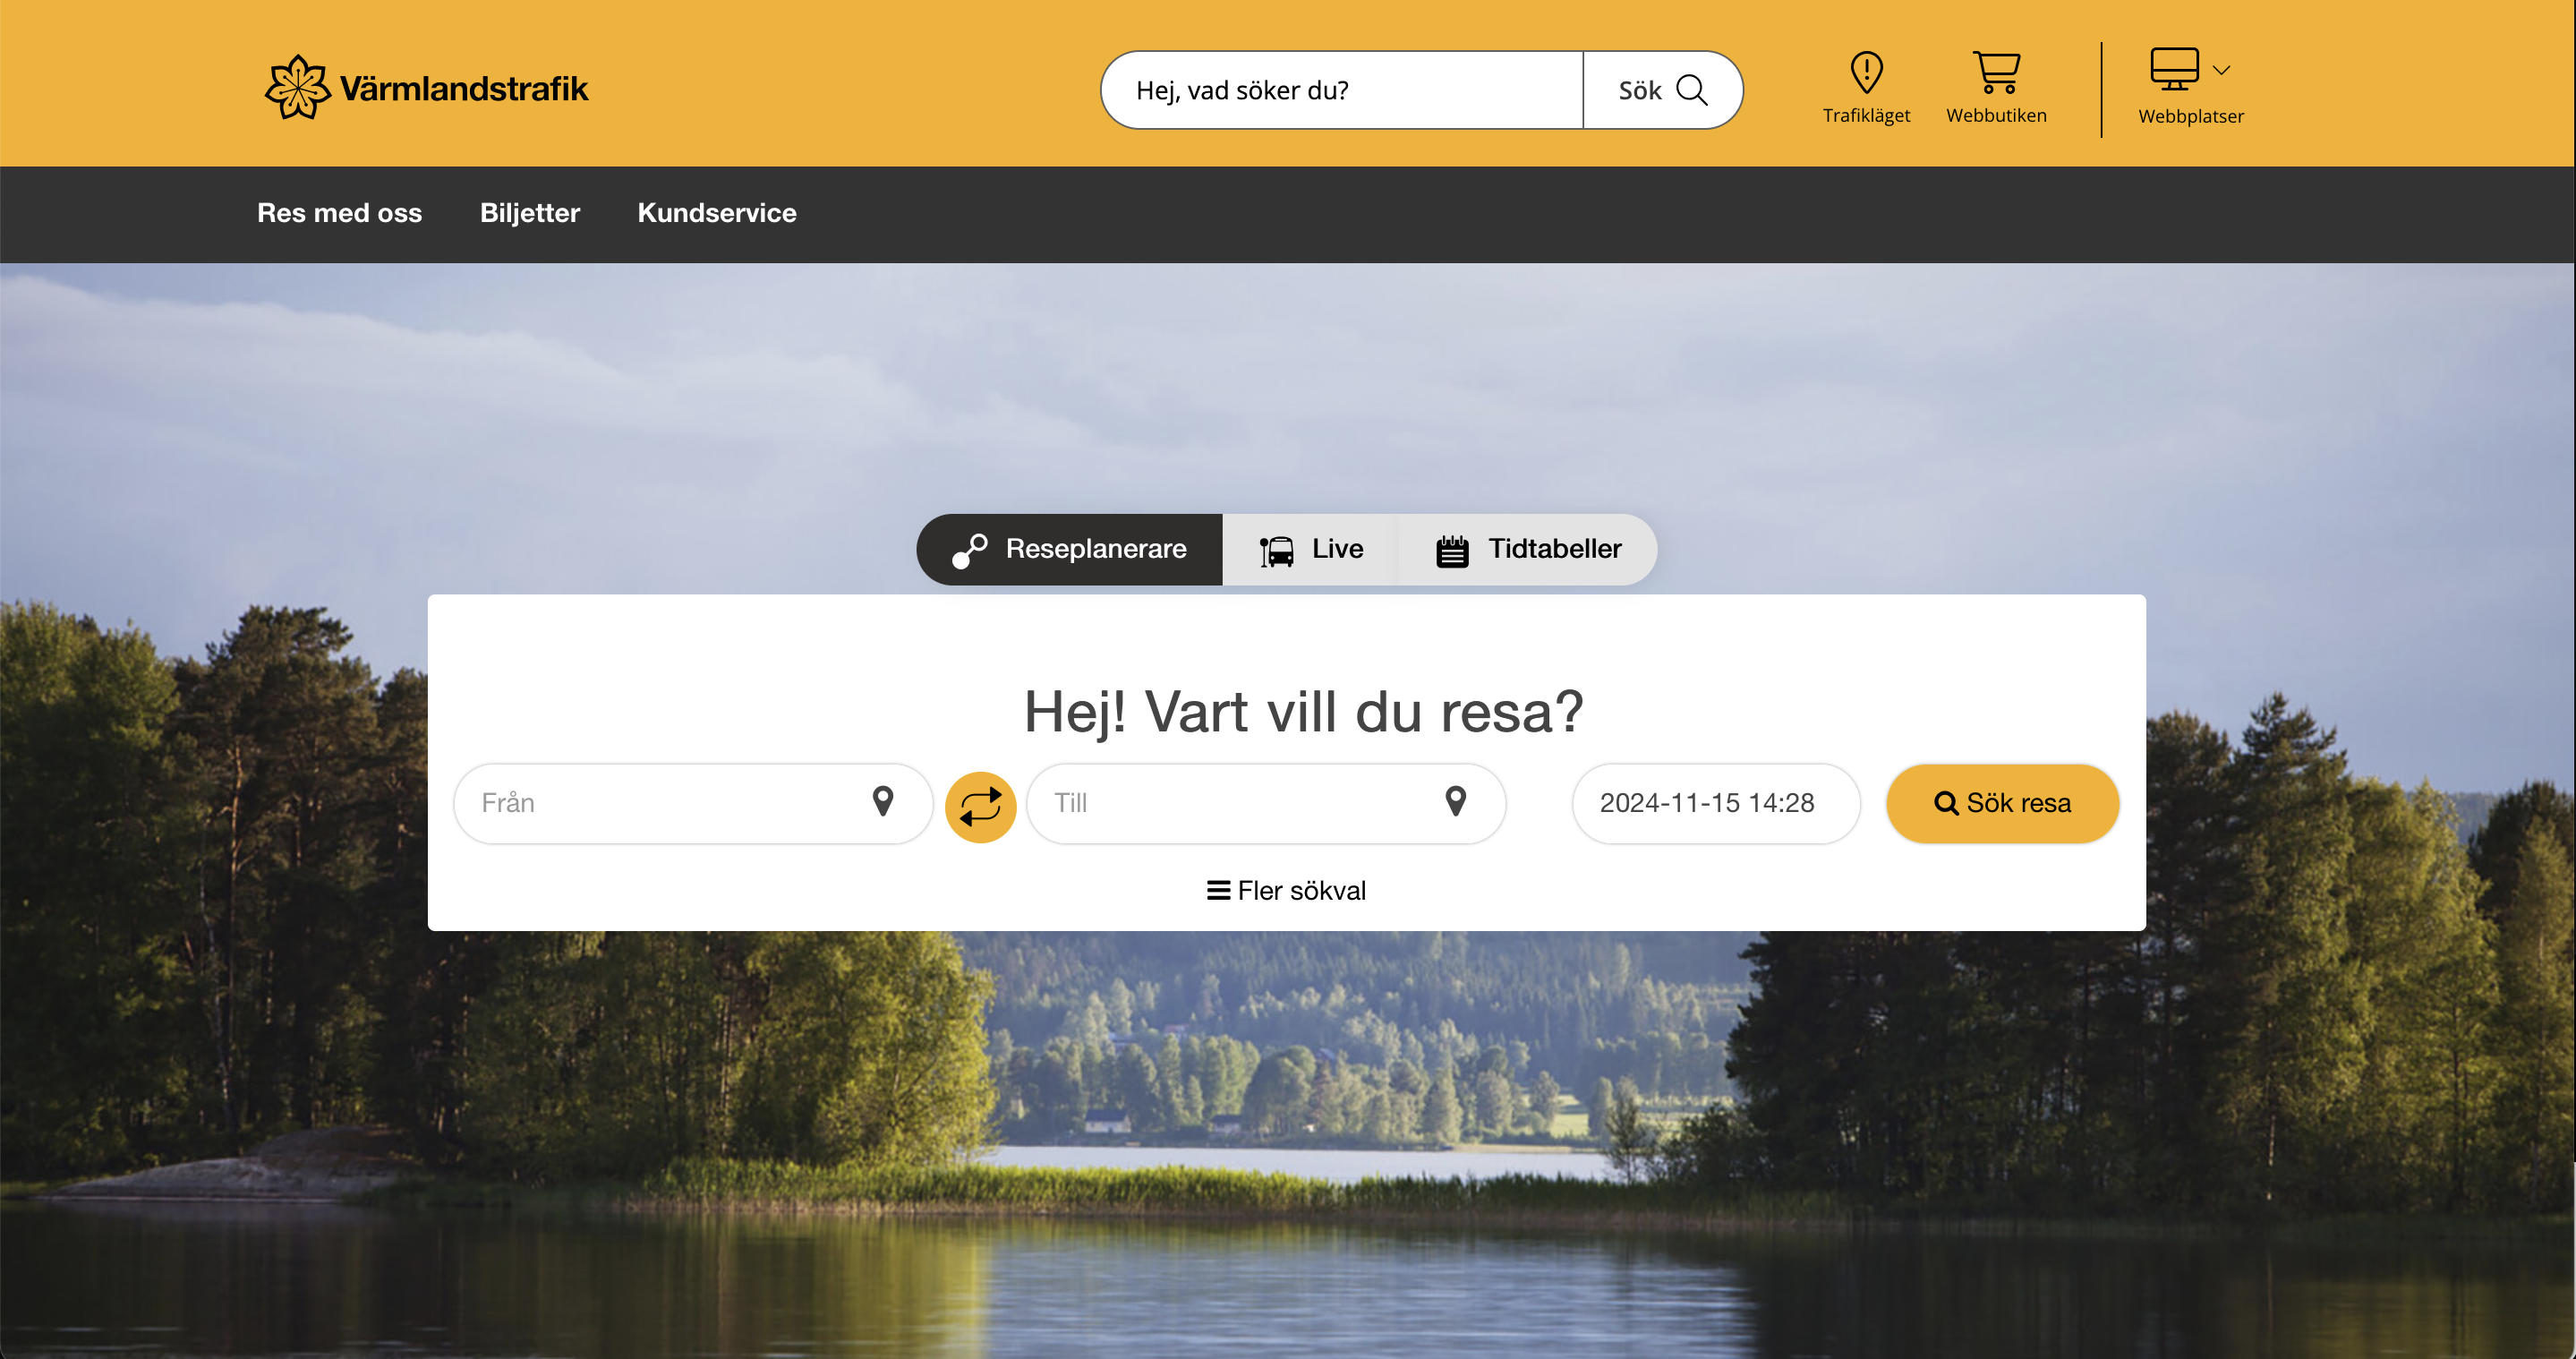 Värmlandstrafik
Hej, vad söker du?
Sök
Trafikläget
Webbutiken
Webbplatser
Res med oss
Biljetter
Kundservice
Reseplanerare
Live
Tidtabeller
Hej! Vart vill du resa?
Från
Till
2024-11-15 14:28
Sök resa
Fler sökval